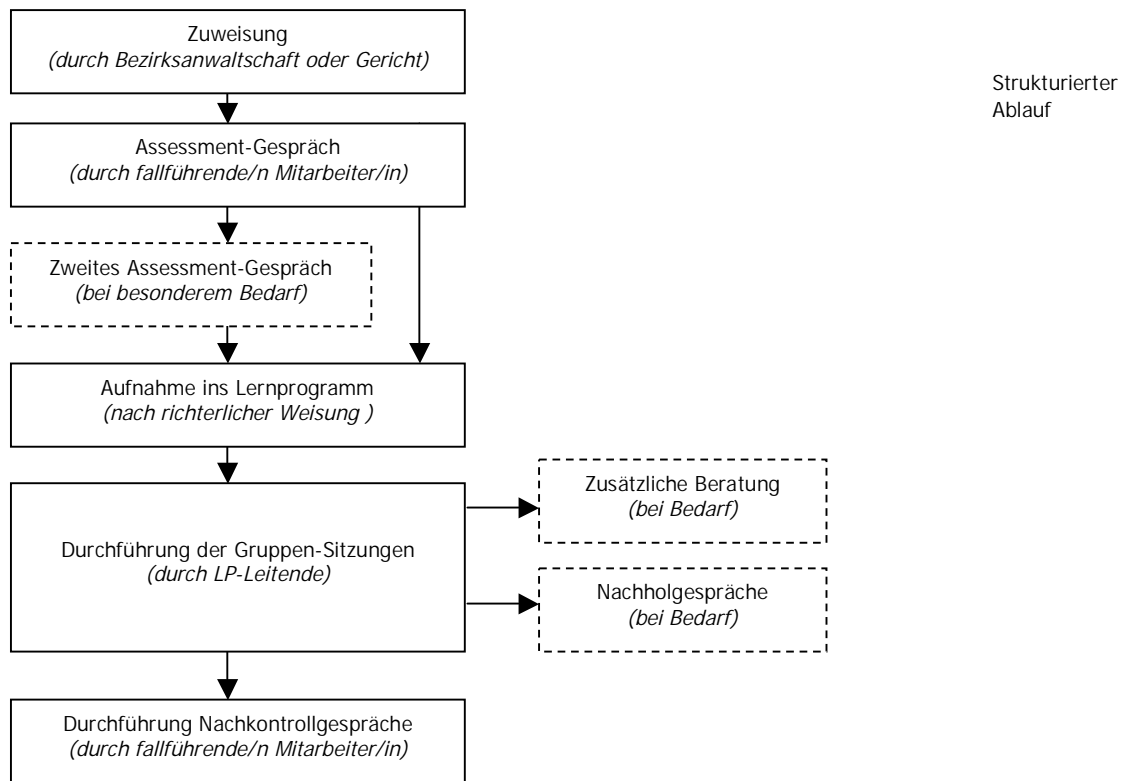 Zuweisung
(durch Bezirksanwaltschaft oder Gericht)
Strukturierter
Ablauf
Assessment-Gespräch
(durch fallführende/n Mitarbeiter/in)
Zweites Assessment-Gespräch
(bei besonderem Bedarf)
Aufnahme ins Lernprogramm
(nach richterlicher Weisung )
Durchführung der Gruppen-Sitzungen
(durch LP-Leitende)
Zusätzliche Beratung
(bei Bedarf)
Nachholgespräche
(bei Bedarf)
Durchführung Nachkontrollgespräche
(durch fallführende/n Mitarbeiter/in)